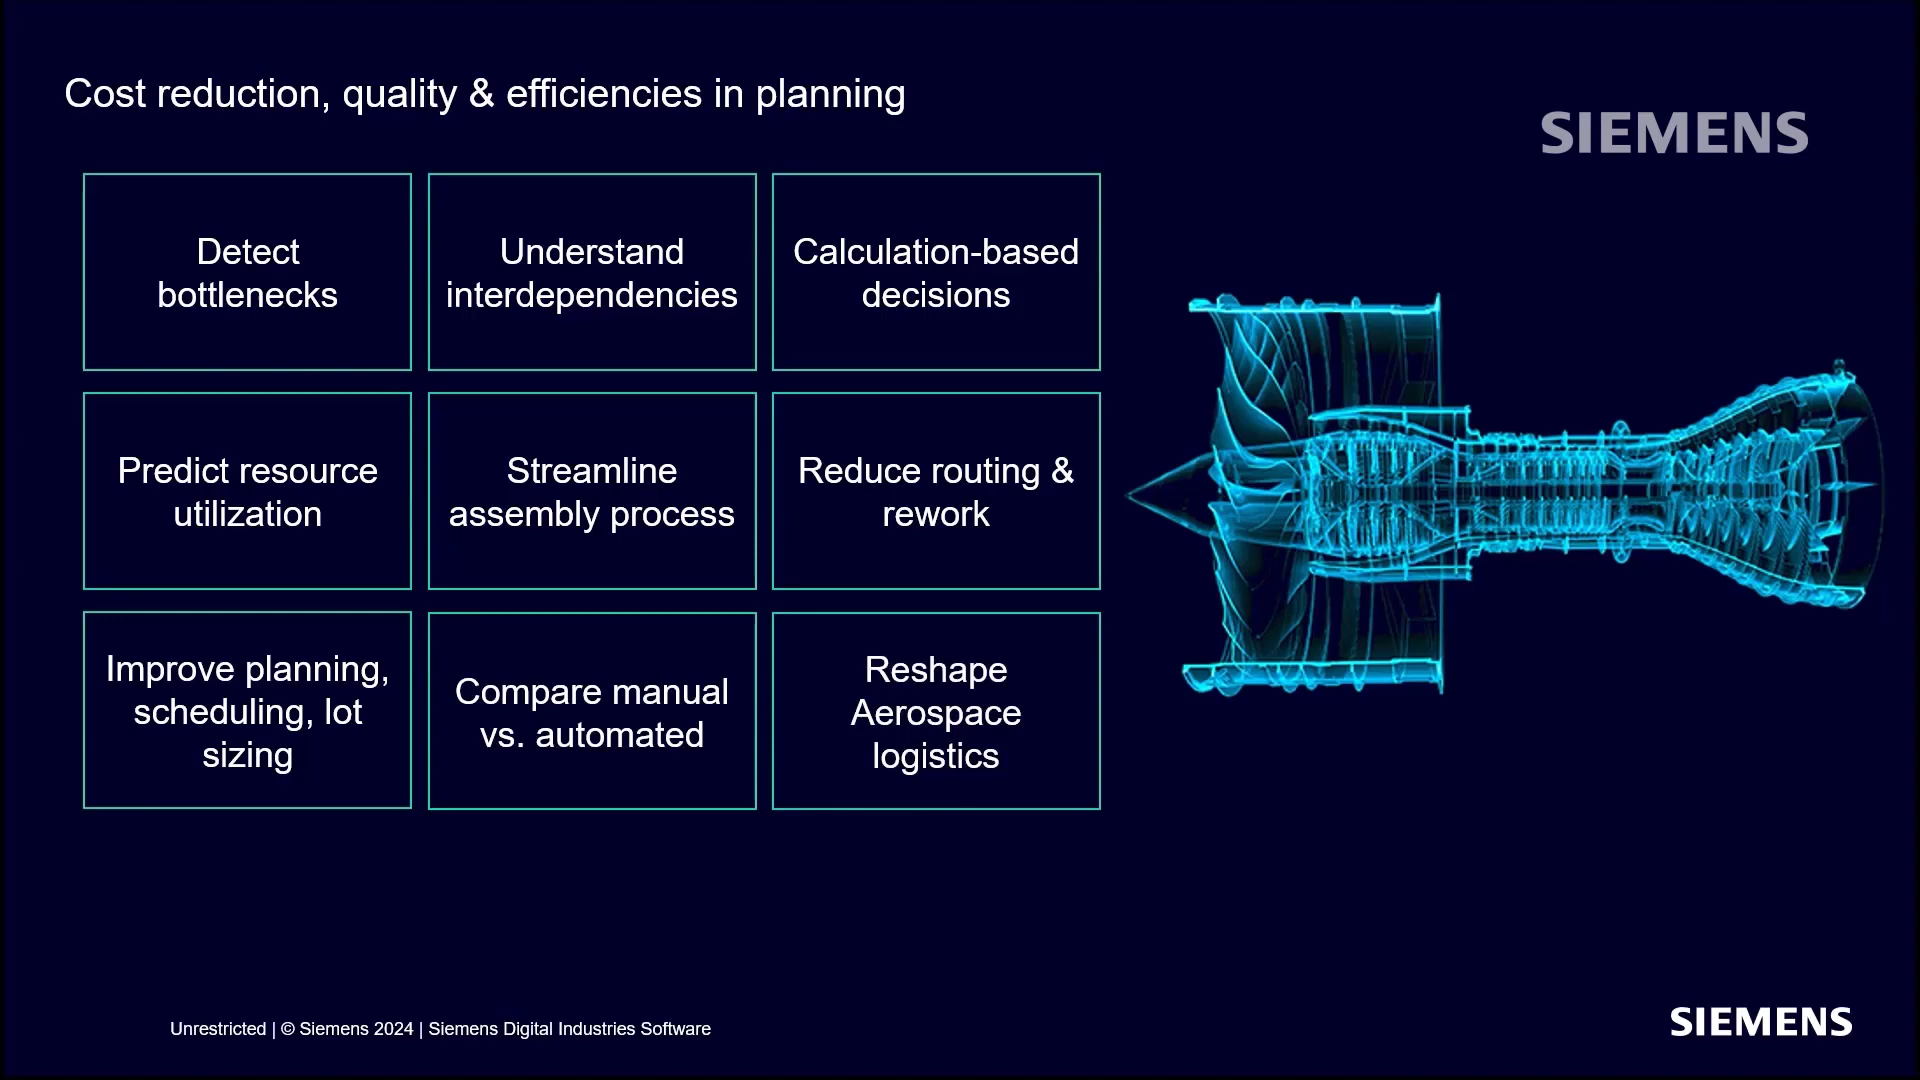 Cost reduction, quality & efficiencies in planning
SIEMENS
Detect
bottlenecks
Understand
interdependencies
Calculation-based
decisions
Predict resource
utilization
Streamline
assembly process
Reduce routing &
rework
Improve planning,
scheduling, lot
sizing
Compare manual
vs. automated
Reshape
Aerospace
logistics
Unrestricted | © Siemens 2024 | Siemens Digital Industries Software
SIEMENS